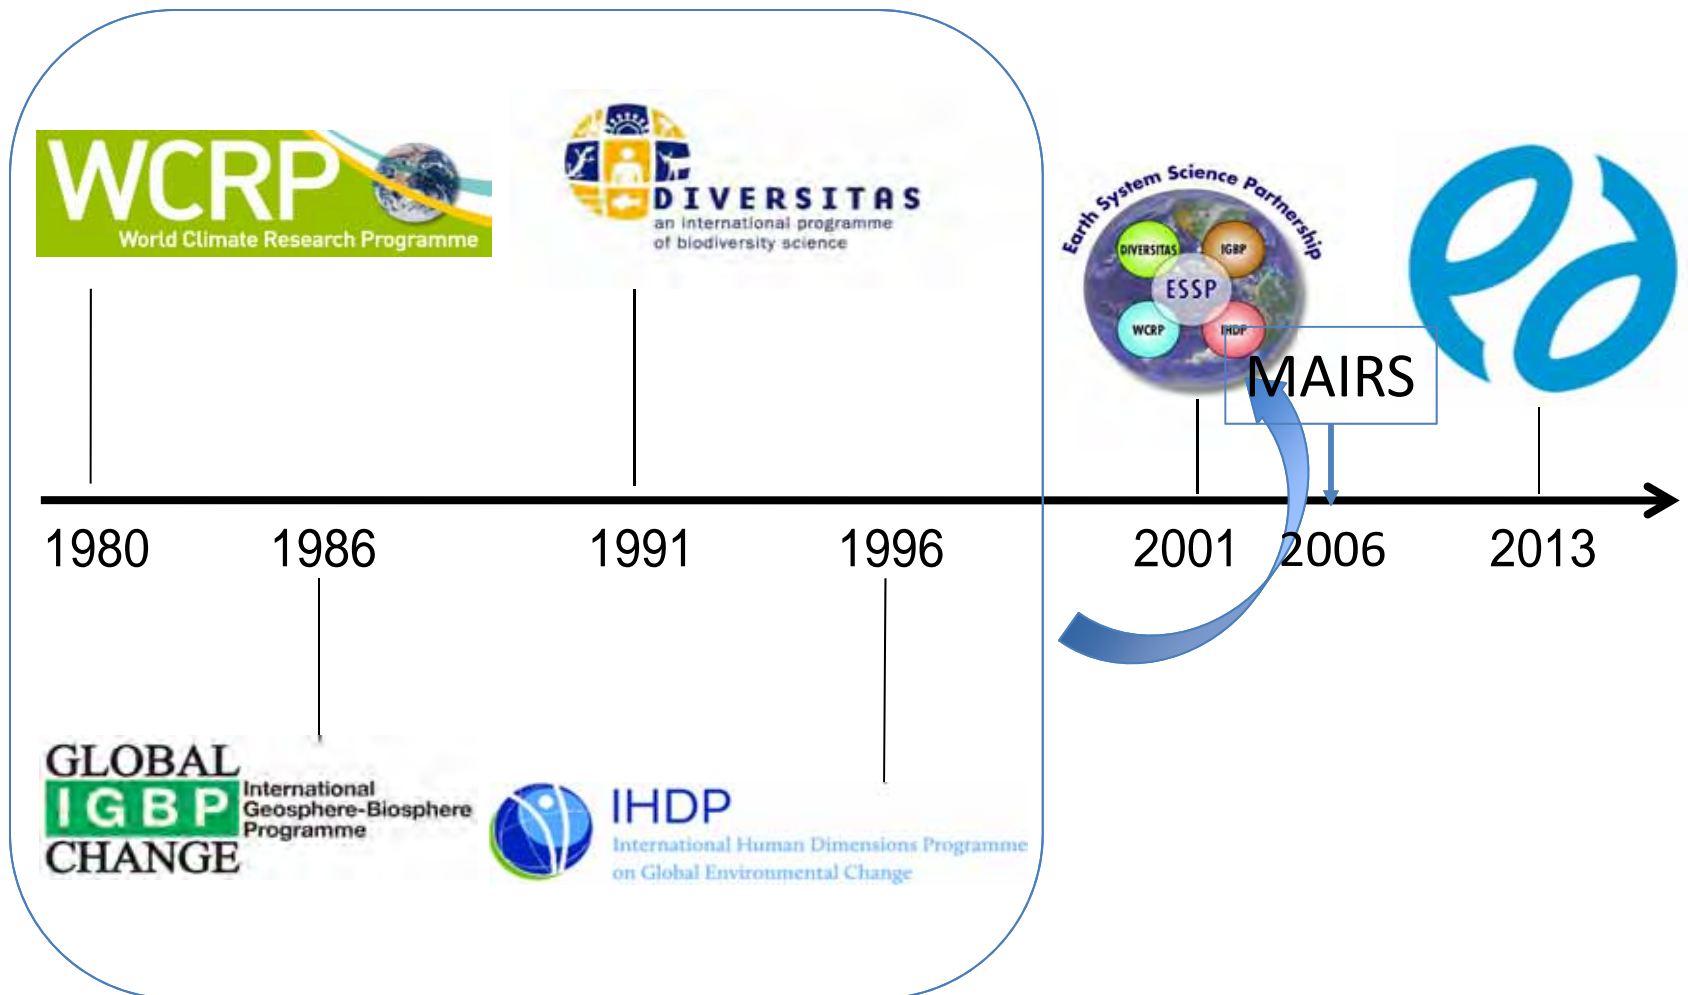 WCRP
World Climate Research Programme
DIVERSITAS
an international programme
of biodiversity science
Earth System Science Partnership
DIVERSITAS
IGBP
ESSP
WCRP
IHDP
MAIRS
1980
1986
1991
1996
2001
2006
2013
GLOBAL
IGBP
CHANGE
International
Geosphere-Biosphere
Programme
IHDP
International Human Dimensions Programme
on Global Environmental Change